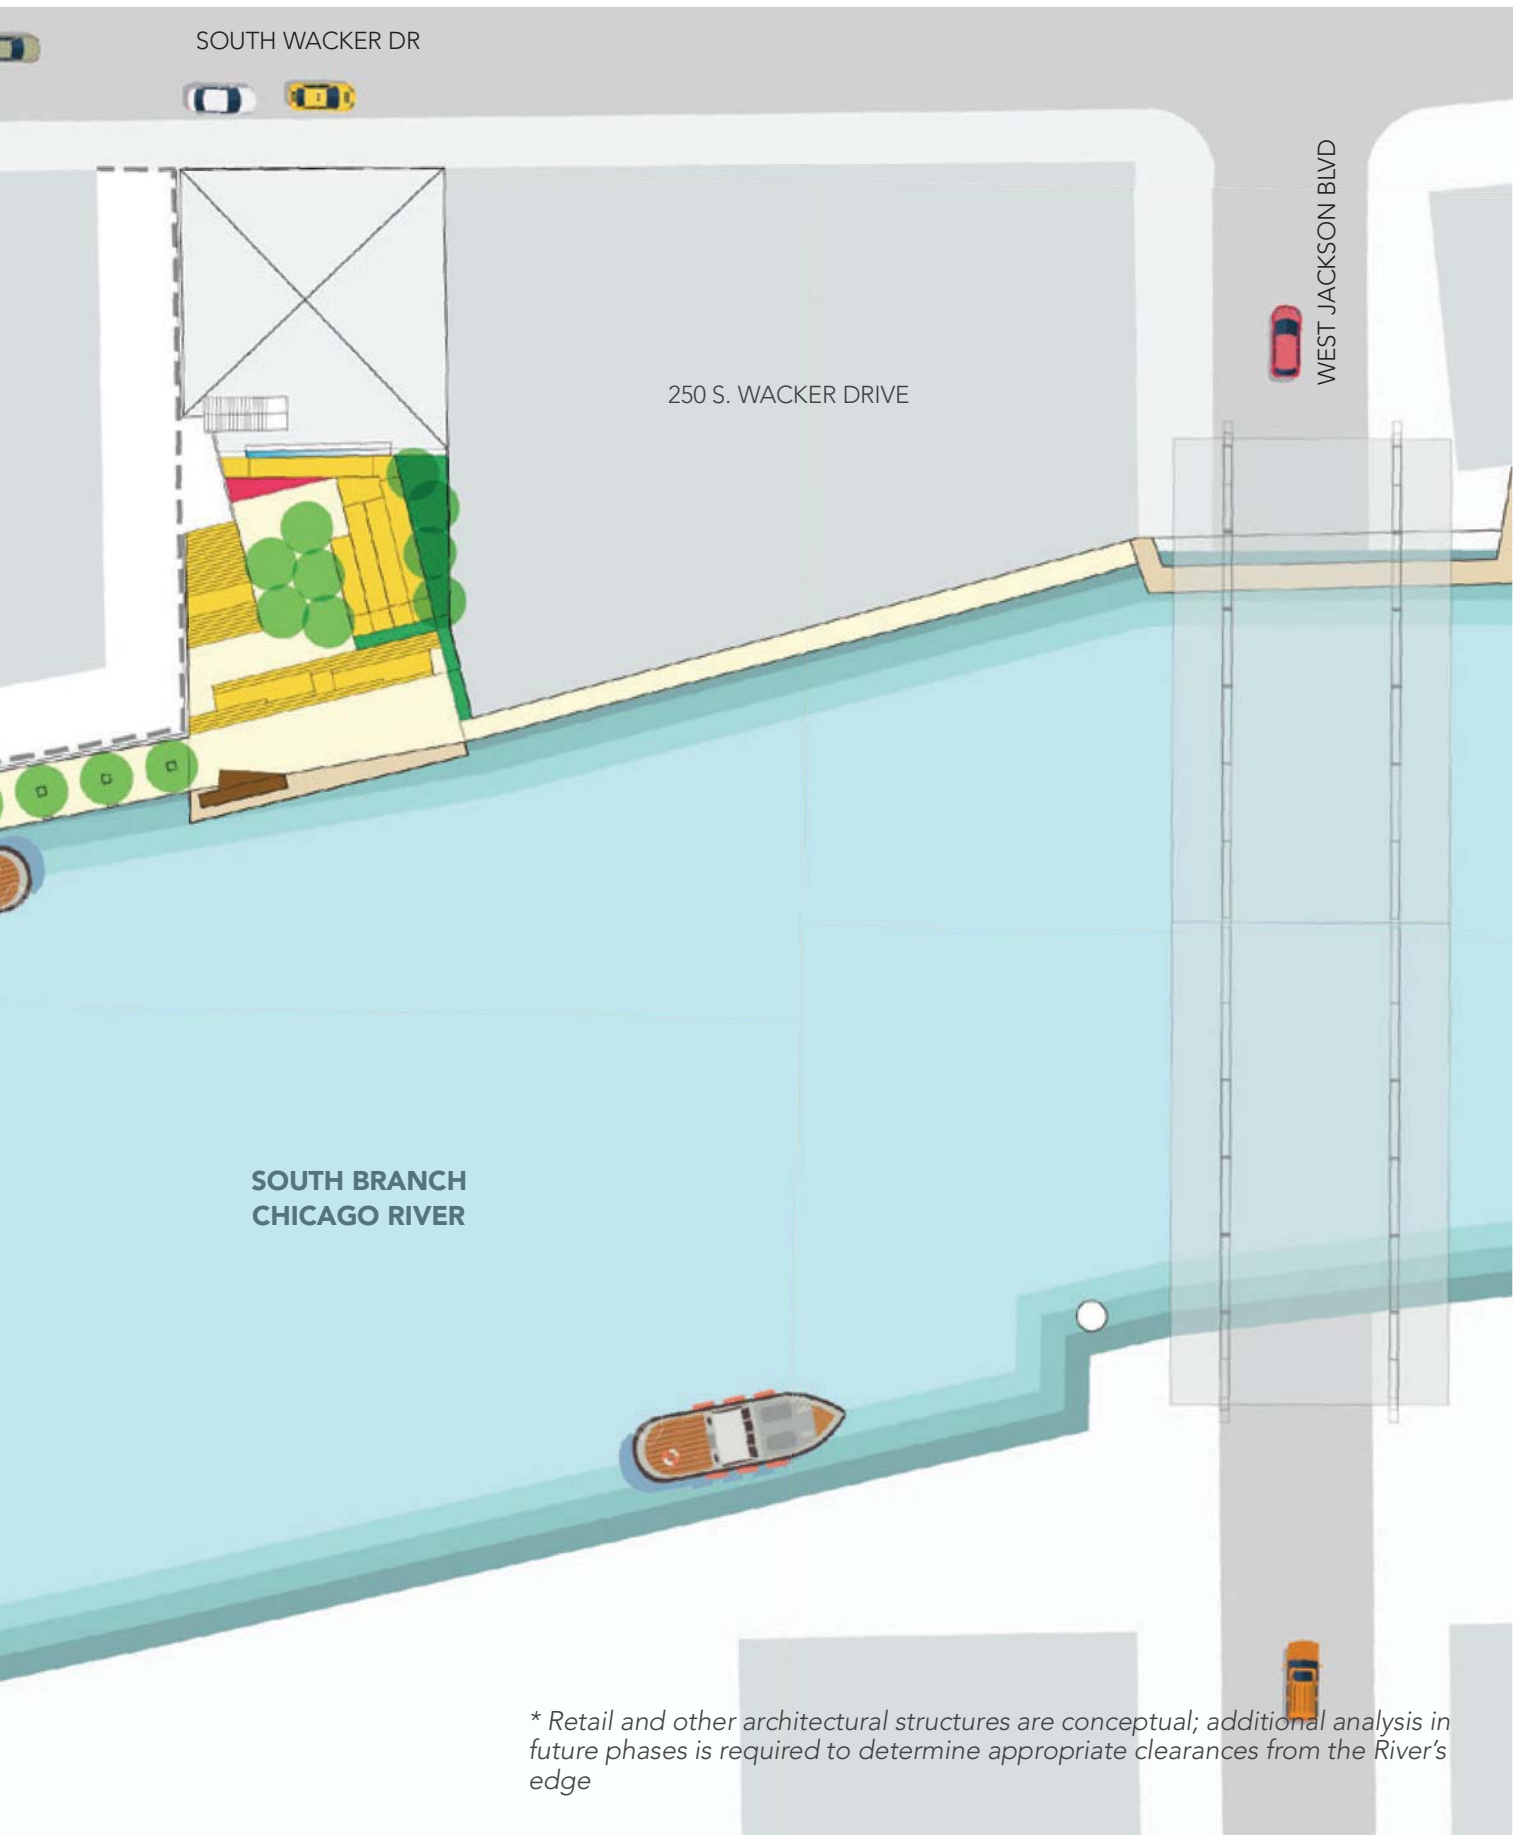 SOUTH WACKER DR
WEST JACKSON BLVD
250 S. WACKER DRIVE
SOUTH BRANCH
CHICAGO RIVER
* Retail and other architectural structures are conceptual; additional analysis in
future phases is required to determine appropriate clearances from the River’s
edge